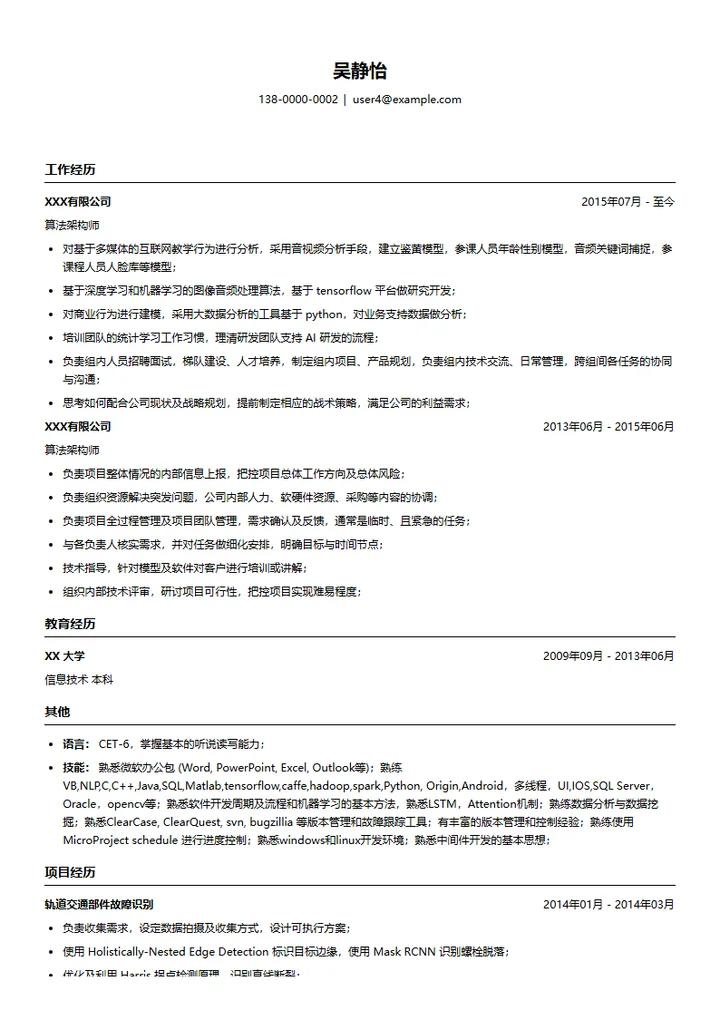 吴静怡
138-0000-0002 | user4@example.com
工作经历
XXX有限公司 2015年07月 - 至今
算法架构师
• 对基于多媒体的互联网教学行为进行分析，采用音视频分析手段，建立鉴黄模型，参课人员年龄性别模型，音频关键词捕捉，参
课程人员人脸库等模型；
• 基于深度学习和机器学习的图像音频处理算法，基于 tensorflow 平台做研究开发；
• 对商业行为进行建模，采用大数据分析的工具基于 python，对业务支持数据做分析；
• 培训团队的统计学习工作习惯，理清研发团队支持 AI 研发的流程；
• 负责组内人员招聘面试，梯队建设、人才培养，制定组内项目、产品规划，负责组内技术交流、日常管理，跨组间各任务的协同
与沟通；
• 思考如何配合公司现状及战略规划，提前制定相应的战术策略，满足公司的利益需求；
XXX有限公司 2013年06月 - 2015年06月
算法架构师
• 负责项目整体情况的内部信息上报，把控项目总体工作方向及总体风险；
• 负责组织资源解决突发问题，公司内部人力、软硬件资源、采购等内容的协调；
• 负责项目全过程管理及项目团队管理，需求确认及反馈，通常是临时、且紧急的任务；
• 与各负责人核实需求，并对任务做细化安排，明确目标与时间节点；
• 技术指导，针对模型及软件对客户进行培训或讲解；
• 组织内部技术评审，研讨项目可行性，把控项目实现难易程度；
教育经历
XX 大学 2009年09月 - 2013年06月
信息技术 本科
其他
• 语言： CET-6，掌握基本的听说读写能力；
• 技能： 熟悉微软办公包 (Word, PowerPoint, Excel, Outlook等)；熟练
VB,NLP,C,C++,Java,SQL,Matlab,tensorflow,caffe,hadoop,spark,Python, Origin,Android，多线程，UI,IOS,SQL Server，
Oracle，opencv等；熟悉软件开发周期及流程和机器学习的基本方法，熟悉LSTM，Attention机制；熟练数据分析与数据挖
掘；熟悉ClearCase, ClearQuest, svn, bugzillia 等版本管理和故障跟踪工具；有丰富的版本管理和控制经验；熟练使用
MicroProject schedule 进行进度控制；熟悉windows和linux开发环境；熟悉中间件开发的基本思想；
项目经历
轨道交通部件故障识别 2014年01月 - 2014年03月
• 负责收集需求，设定数据拍摄及收集方式，设计可执行方案；
• 使用 Holistically-Nested Edge Detection 标识目标边缘，使用 Mask RCNN 识别螺栓脱落；
• 优化及利用 Harris 拐点检测原理，识别直线断裂；